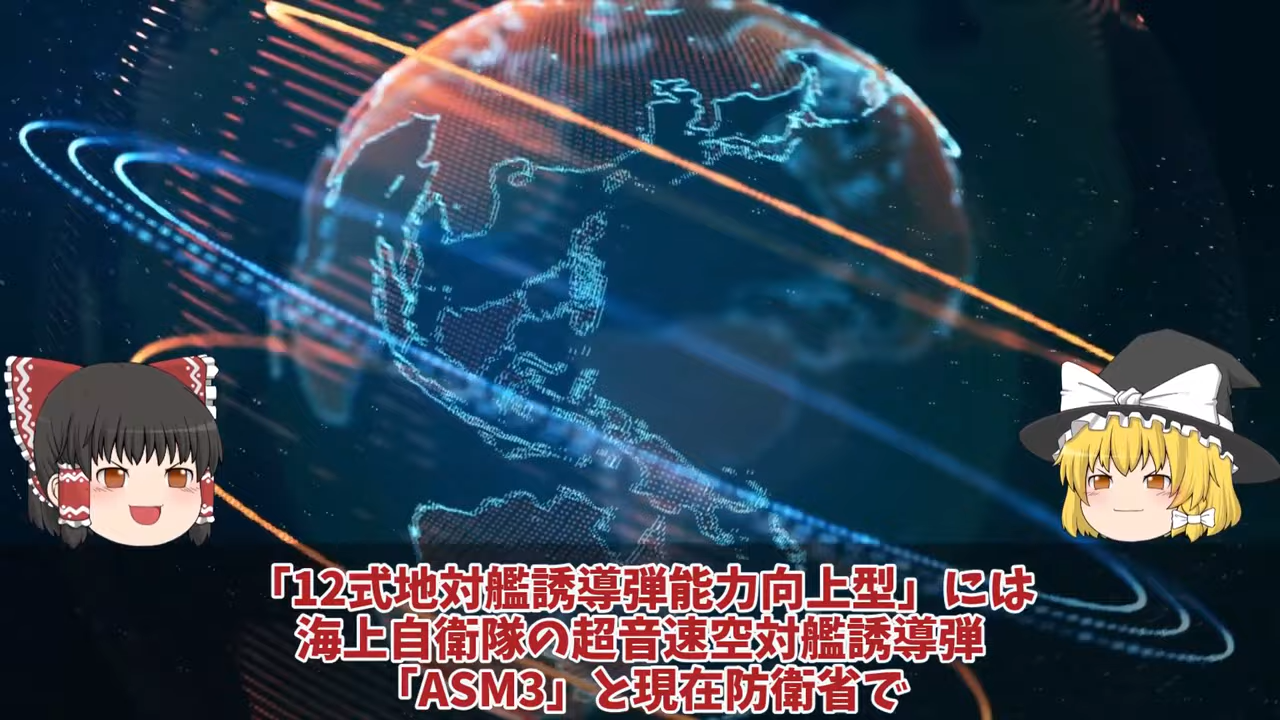 「12式地対艦誘導弾能力向上型」には
海上自衛隊の超音速空対艦誘導弾
「ASM3」と現在防衛省で